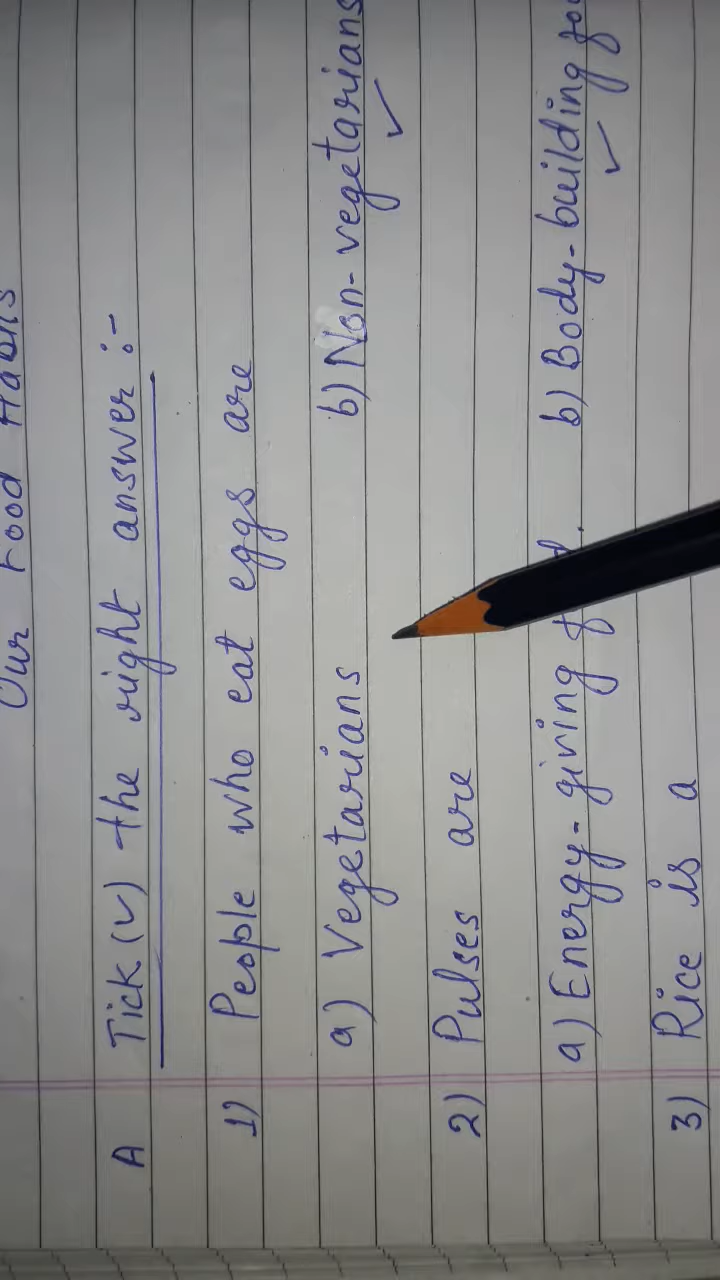 Our Food Habits
A Tick (✓) the right answer :-
1) People who eat eggs are
a) Vegetarians b) Non-vegetarians ✓
2) Pulses are
a) Energy-giving b) Body-building ✓
3) Rice is a